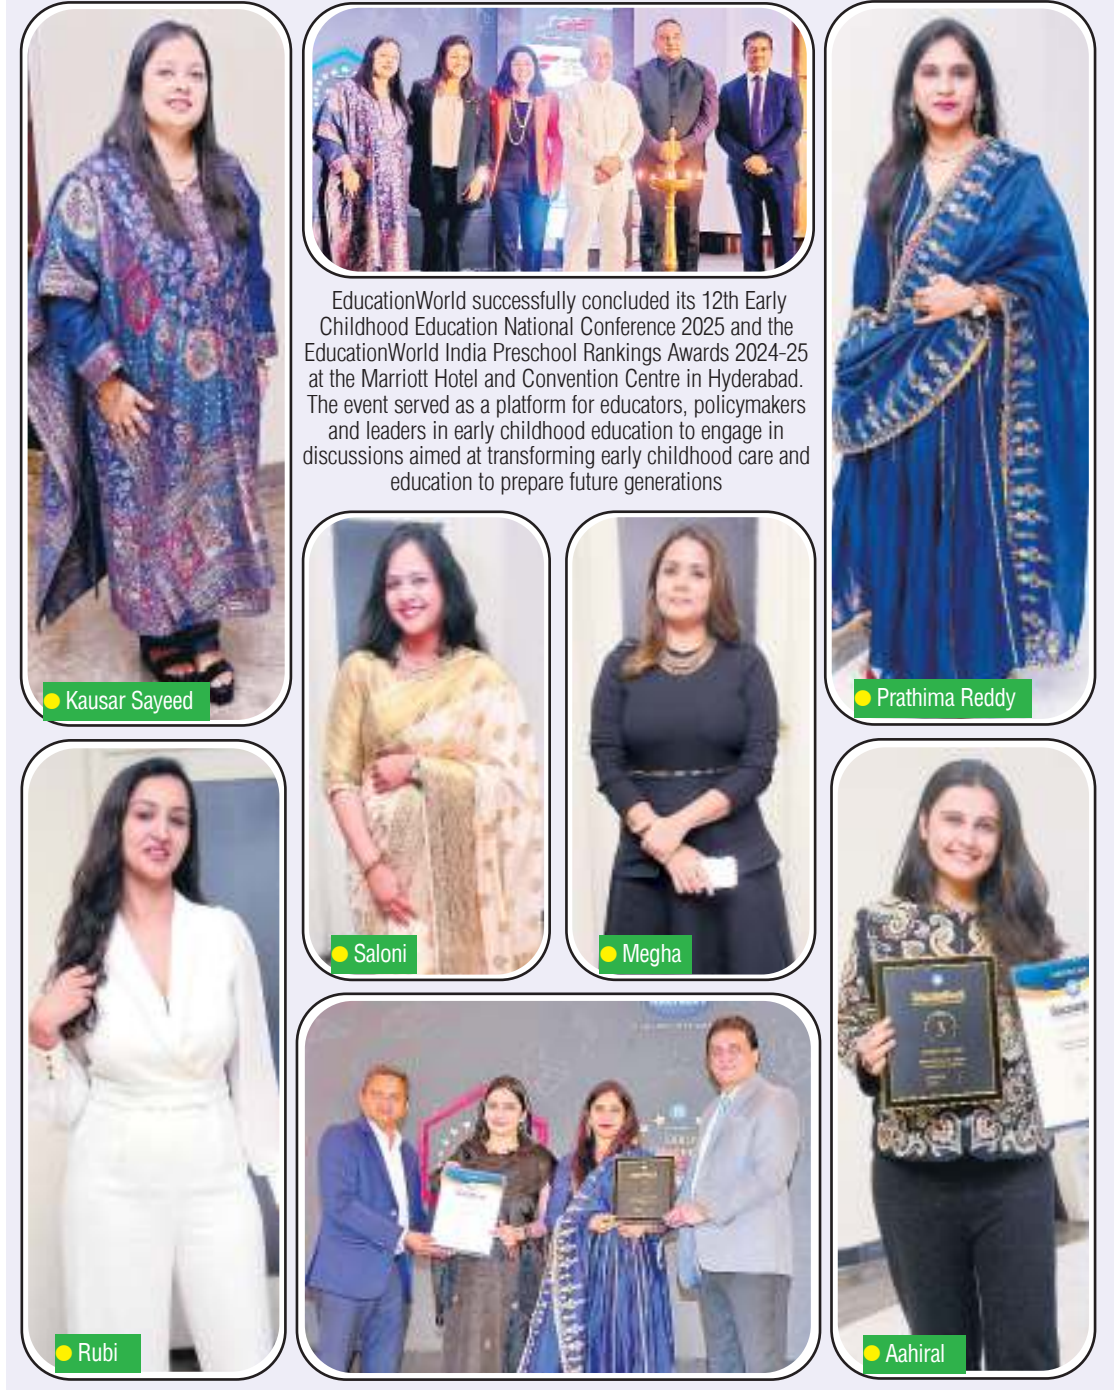 EducationWorld successfully concluded its 12th Early
Childhood Education National Conference 2025 and the
EducationWorld India Preschool Rankings Awards 2024-25
at the Marriott Hotel and Convention Centre in Hyderabad.
The event served as a platform for educators, policymakers
and leaders in early childhood education to engage in
discussions aimed at transforming early childhood care and
education to prepare future generations
Kausar Sayeed
Prathima Reddy
Saloni
Megha
Rubi
Aahiral